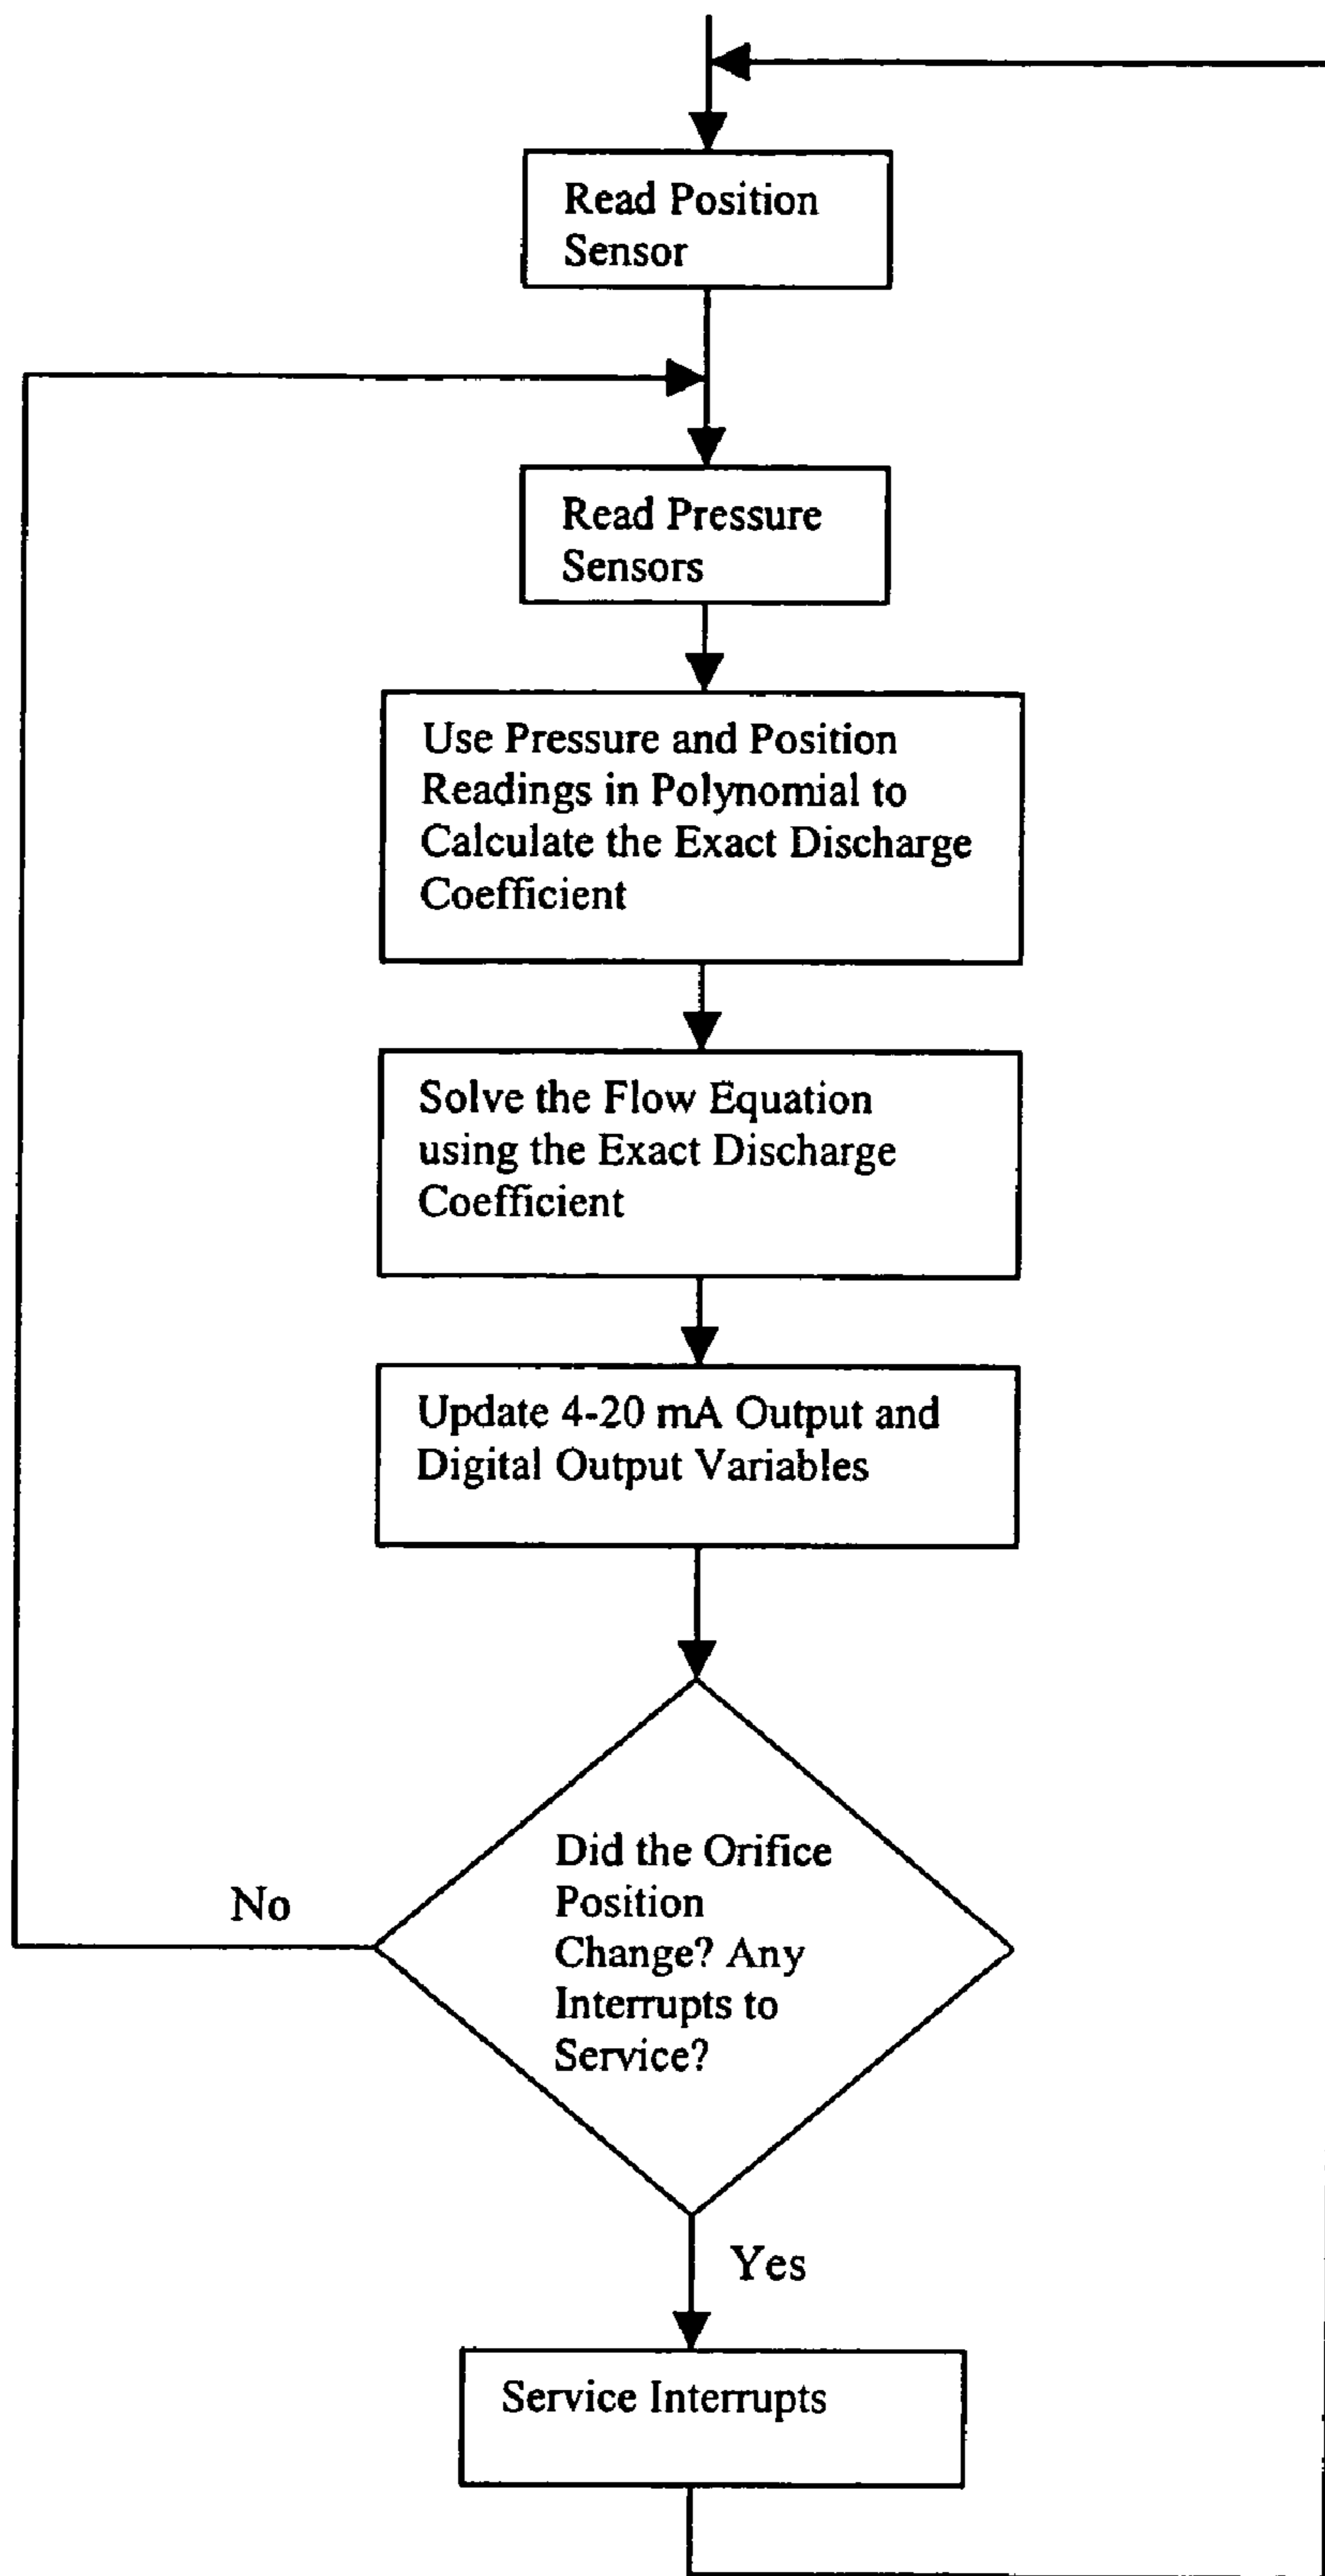 Read Position
Sensor
Read Pressure
Sensors
Use Pressure and Position
Readings in Polynomial to
Calculate the Exact Discharge
Coefficient
Solve the Flow Equation
using the Exact Discharge
Coefficient
Update 4-20 mA Output and
Digital Output Variables
Did the Orifice
Position
Change? Any
Interrupts to
Service?
No
Yes
Service Interrupts